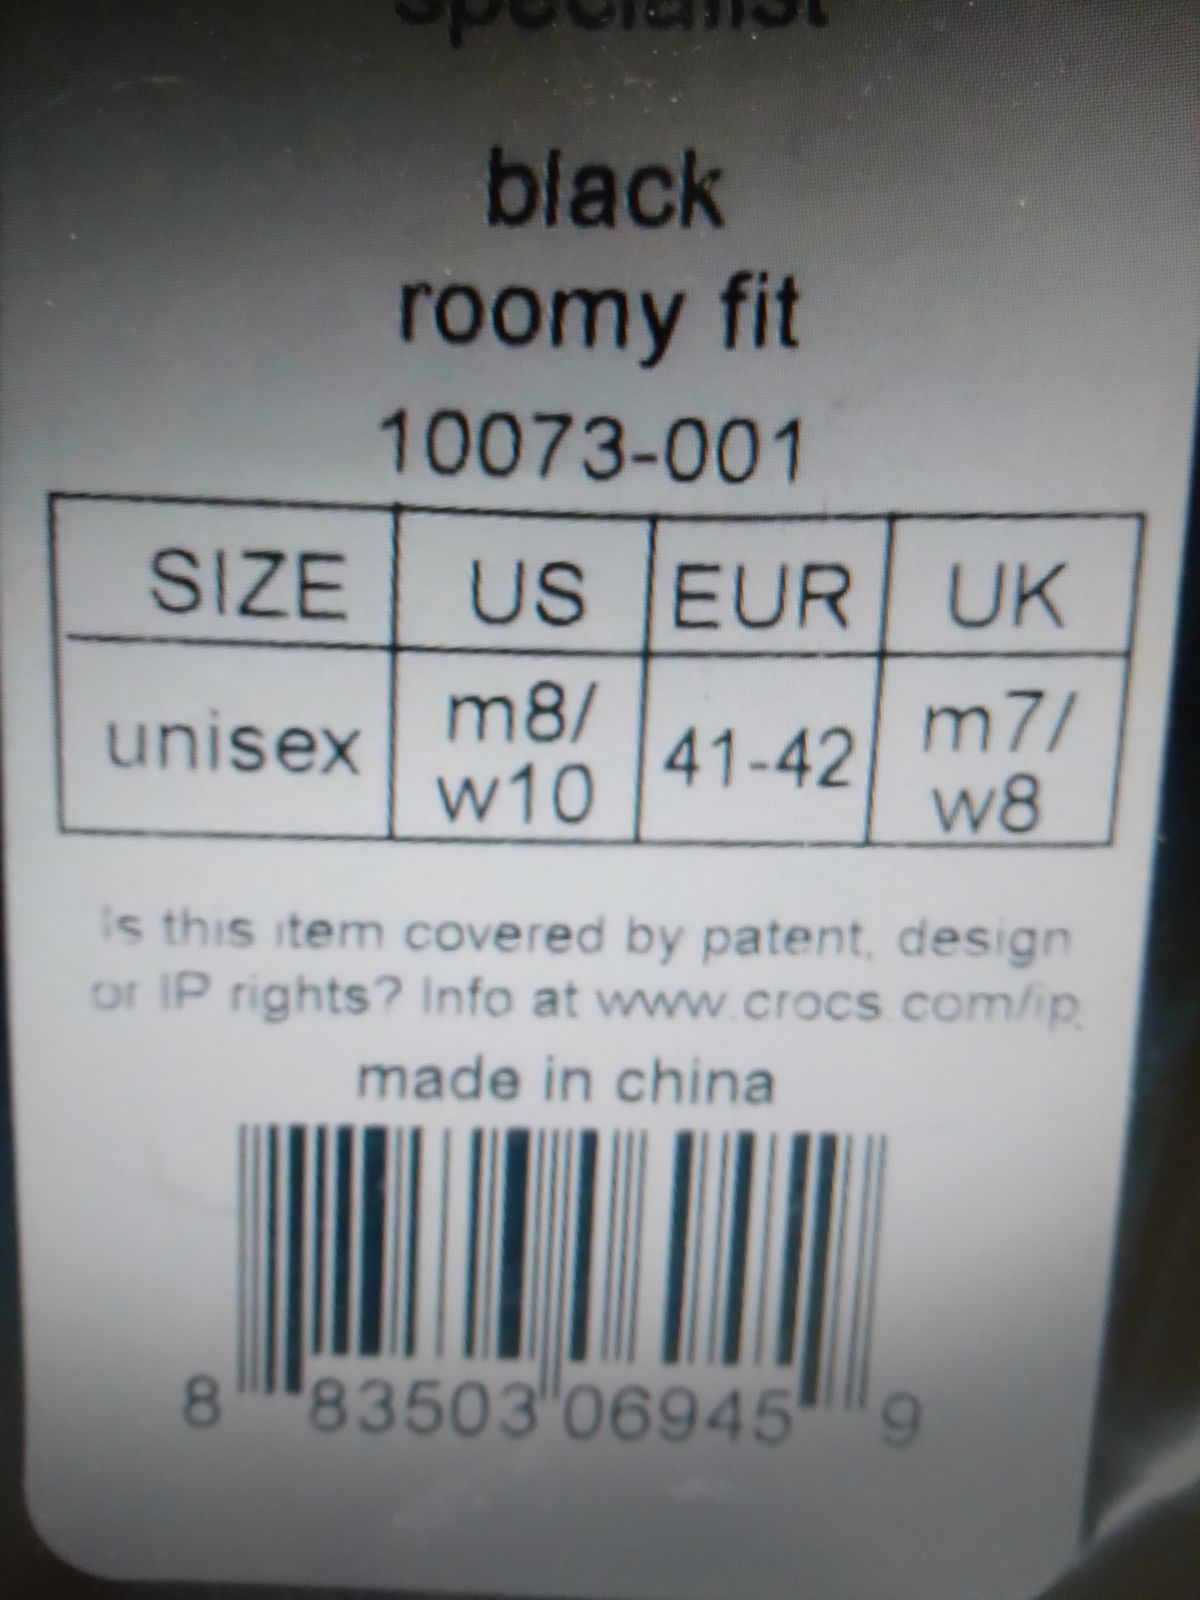 specialist
black
roomy fit
10073-001
SIZE US EUR UK
unisex m8/ w10 41-42 m7/ w8
Is this item covered by patent, design
or IP rights? Info at www.crocs.com/ip.
made in china
8 83503 06945 9